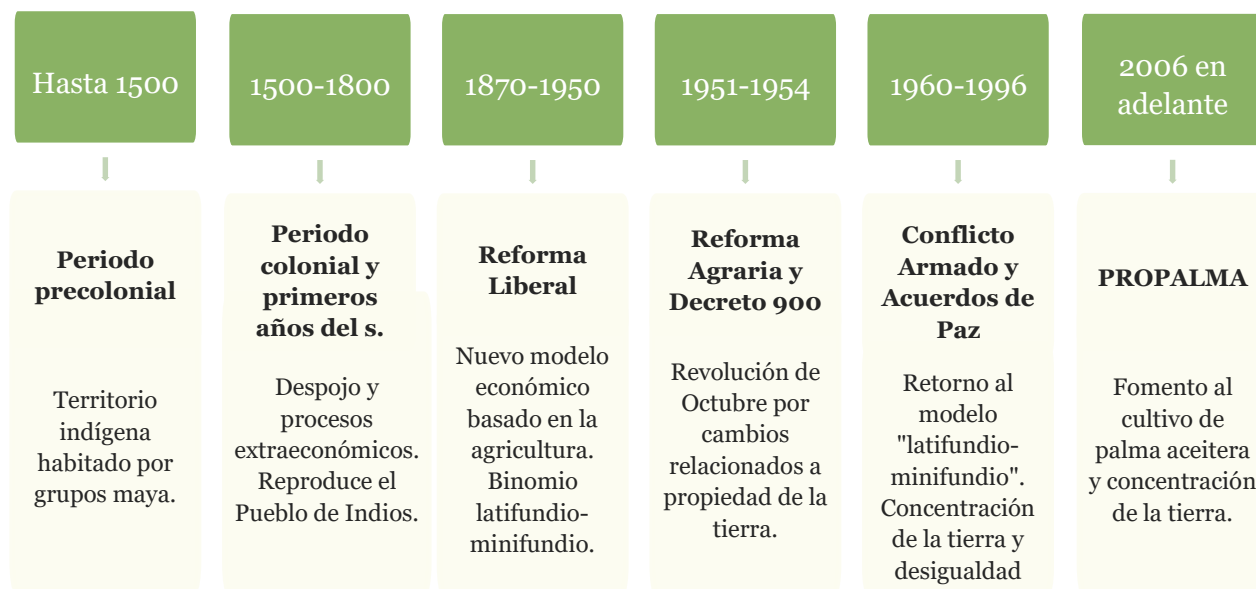 Hasta 1500
Periodo
precolonial
Territorio
indígena
habitado por
grupos maya.
1500-1800
Periodo
colonial y
primeros
años del s.
Despojo y
procesos
extraeconómicos.
Reproduce el
Pueblo de Indios.
1870-1950
Reforma
Liberal
Nuevo modelo
económico
basado en la
agricultura.
Binomio
latifundio-
minifundio.
1951-1954
Reforma
Agraria y
Decreto 900
Revolución de
Octubre por
cambios
relacionados a
propiedad de la
tierra.
1960-1996
Conflicto
Armado y
Acuerdos de
Paz
Retorno al
modelo
"latifundio-
minifundio".
Concentración
de la tierra y
desigualdad
2006 en
adelante
PROPALMA
Fomento al
cultivo de
palma aceitera
y concentración
de la tierra.